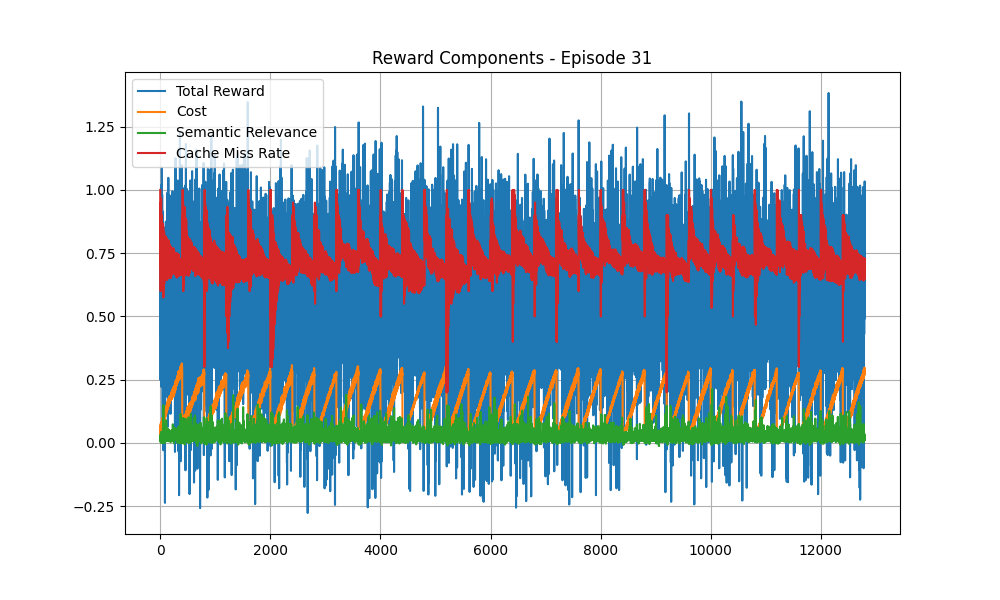 Reward Components - Episode 31
Total Reward
Cost
Semantic Relevance
Cache Miss Rate
1.25
1.00
0.75
0.50
0.25
0.00
−0.25
0 2000 4000 6000 8000 10000 12000